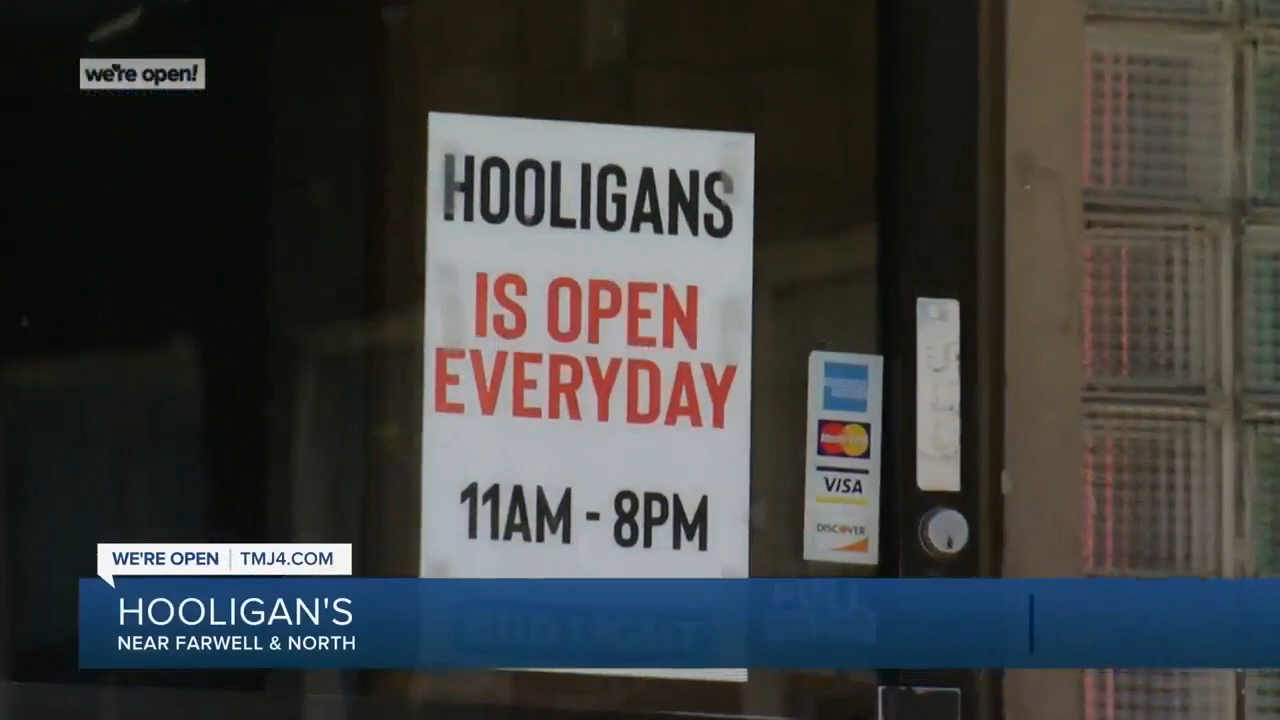 we're open!
HOOLIGANS
IS OPEN
EVERYDAY
11AM - 8PM
VISA
DISCOVER
WE'RE OPEN | TMJ4.COM
HOOLIGAN'S
NEAR FARWELL & NORTH